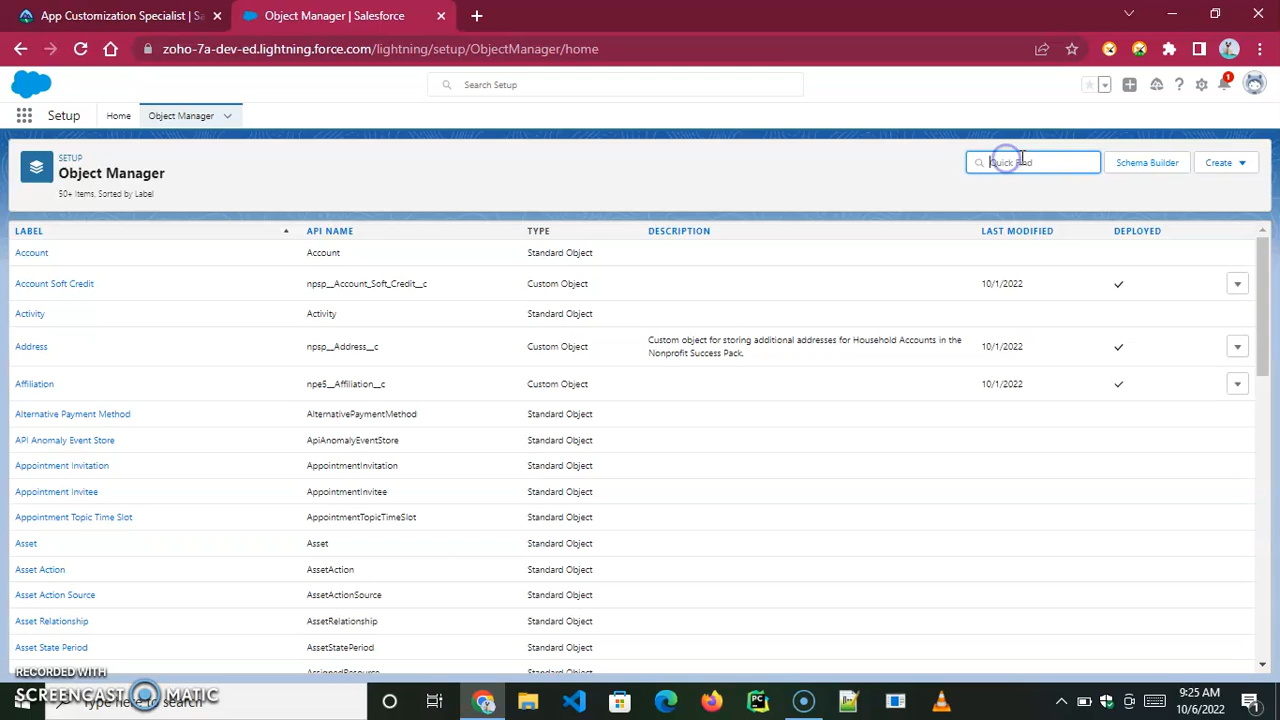 App Customization Specialist | Sa
Object Manager | Salesforce
zoho-7a-dev-ed.lightning.force.com/lightning/setup/ObjectManager/home
Search Setup
1
Setup
Home
Object Manager
SETUP
Object Manager
50+ Items, Sorted by Label
Quick Find
Schema Builder
Create
LABEL API NAME TYPE DESCRIPTION LAST MODIFIED DEPLOYED
Account Account Standard Object
Account Soft Credit npsp__Account_Soft_Credit__c Custom Object 10/1/2022
Activity Activity Standard Object
Address npsp__Address__c Custom Object Custom object for storing additional addresses for Household Accounts in the 10/1/2022
Nonprofit Success Pack.
Affiliation npe5__Affiliation__c Custom Object 10/1/2022
Alternative Payment Method AlternativePaymentMethod Standard Object
API Anomaly Event Store ApiAnomalyEventStore Standard Object
Appointment Invitation AppointmentInvitation Standard Object
Appointment Invitee AppointmentInvitee Standard Object
Appointment Topic Time Slot AppointmentTopicTimeSlot Standard Object
Asset Asset Standard Object
Asset Action AssetAction Standard Object
Asset Action Source AssetActionSource Standard Object
Asset Relationship AssetRelationship Standard Object
Asset State Period AssetStatePeriod Standard Object
AssignedResource Standard Object
RECORDED WITH
SCREENCAST MATIC
Type here to search
9:25 AM
10/6/2022
1